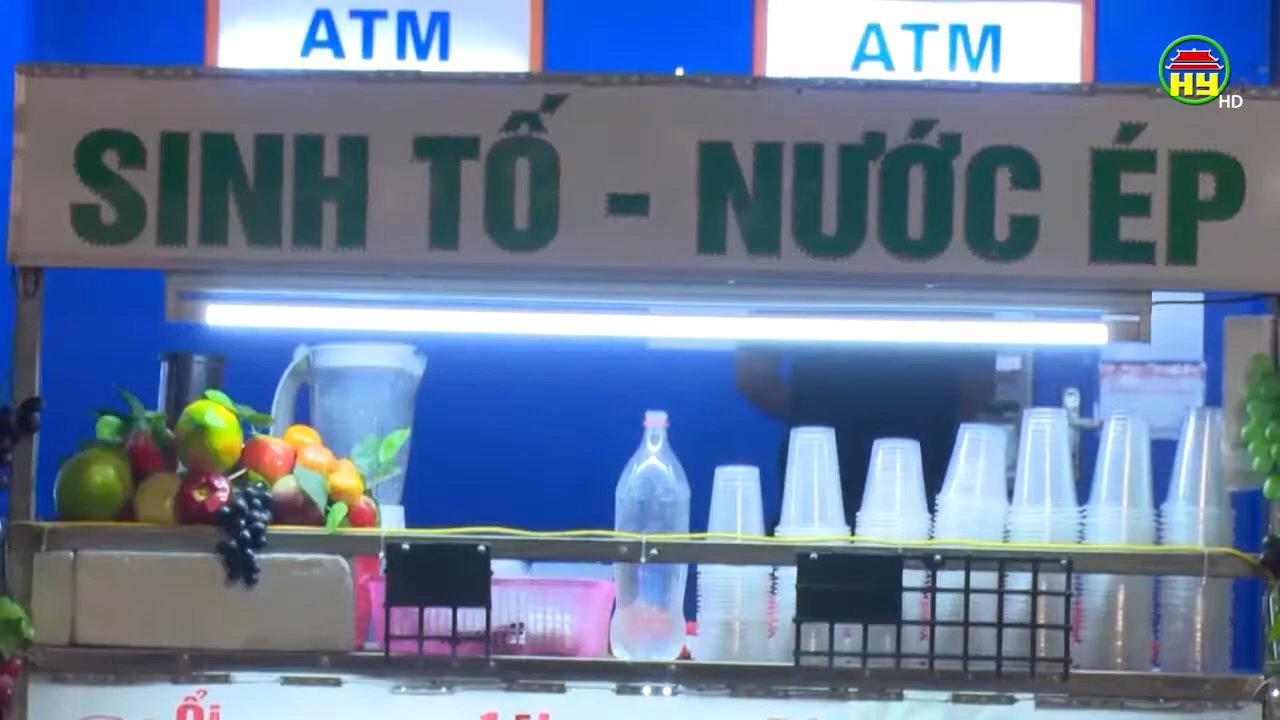 ATM ATM
HY HD
SINH TỐ - NƯỚC ÉP